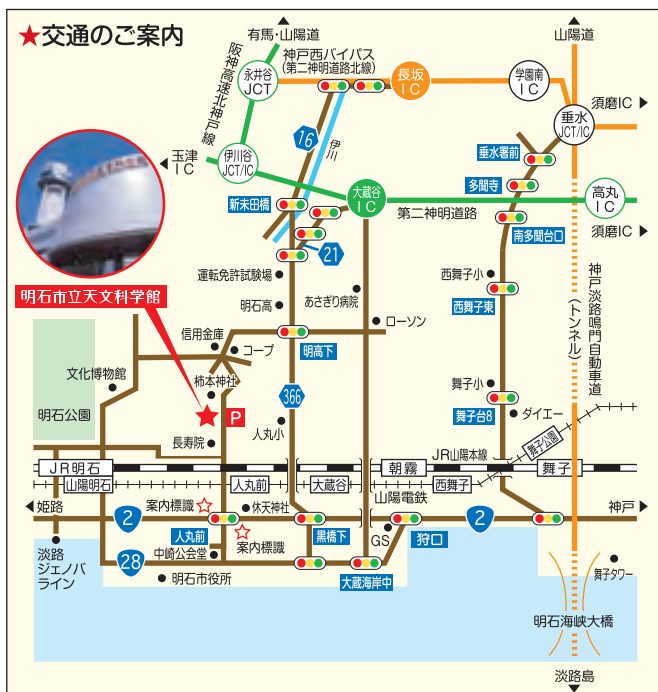 ★交通のご案内
有馬・山陽道
山陽道
神戸西バイパス
(第二神明道路北線)
阪神高速北神戸線
永井谷
JCT
長坂
IC
学園南
IC
須磨IC
垂水
JCT/IC
16
伊川
垂水署前
玉津
IC
伊川谷
JCT/IC
大蔵谷
IC
多聞寺
高丸
IC
新未田橋
第二神明道路
南多聞台口
須磨IC
21
運転免許試験場
西舞子小
あさぎり病院
西舞子東
神戸淡路鳴門自動車道
(トンネル)
明石市立天文科学館
明石高
ローソン
信用金庫
コープ
明高下
文化博物館
柿本神社
366
舞子小
舞子台8
ダイエー
明石公園
P
人丸小
長寿院
JR山陽本線
舞子公園
JR明石
朝霧
舞子
山陽明石
人丸前
大蔵谷
山陽電鉄
西舞子
姫路
案内標識
休天神社
神戸
2
人丸前
黒橋下
GS
狩口
2
案内標識
淡路
ジェノバ
ライン
28
中崎公会堂
明石市役所
大蔵海岸中
舞子タワー
明石海峡大橋
淡路島